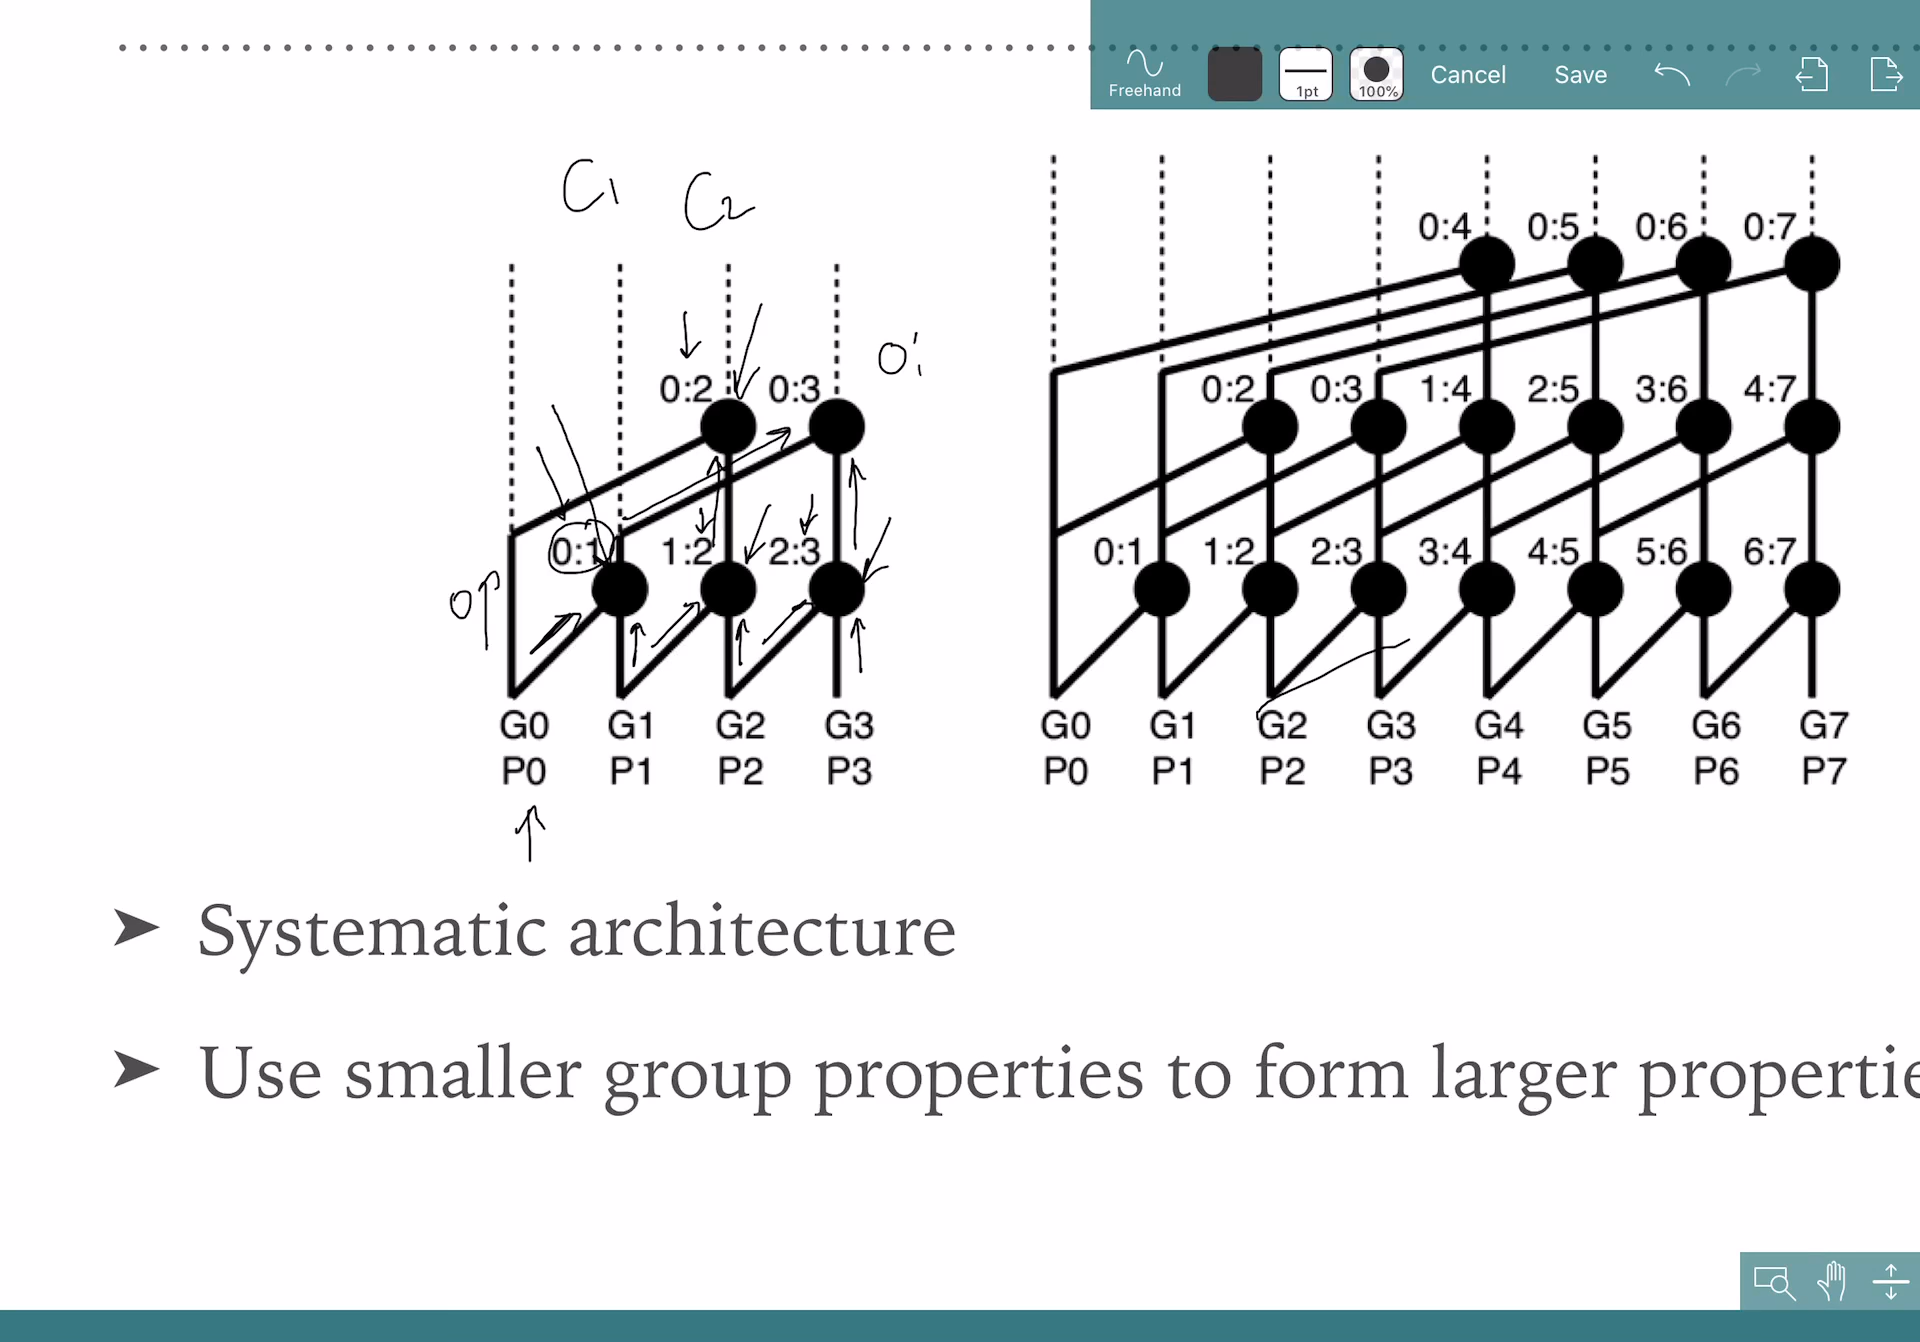 Freehand
1pt
100%
Cancel
Save
C1 C2
0:4 0:5 0:6 0:7
0:2 0:3 0:2 0:3 1:4 2:5 3:6 4:7
0:1 1:2 2:3 0:1 1:2 2:3 3:4 4:5 5:6 6:7
G0 G1 G2 G3 G0 G1 G2 G3 G4 G5 G6 G7
P0 P1 P2 P3 P0 P1 P2 P3 P4 P5 P6 P7
➤ Systematic architecture
➤ Use smaller group properties to form larger